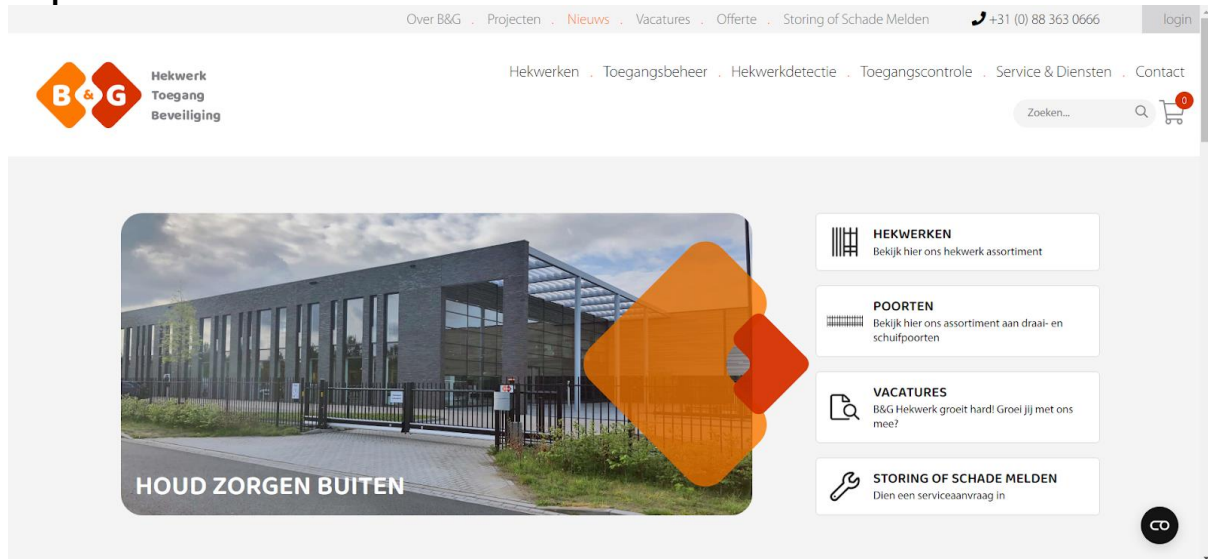 Over B&G . Projecten . Nieuws . Vacatures . Offerte . Storing of Schade Melden +31 (0) 88 363 0666 login
B & G
Hekwerk
Toegang
Beveiliging
Hekwerken . Toegangsbeheer . Hekwerkdetectie . Toegangscontrole . Service & Diensten . Contact
Zoeken...
0
HOUD ZORGEN BUITEN
HEKWERKEN
Bekijk hier ons hekwerk assortiment
POORTEN
Bekijk hier ons assortiment aan draai- en
schuifpoorten
VACATURES
B&G Hekwerk groeit hard! Groei jij met ons
mee?
STORING OF SCHADE MELDEN
Dien een serviceaanvraag in